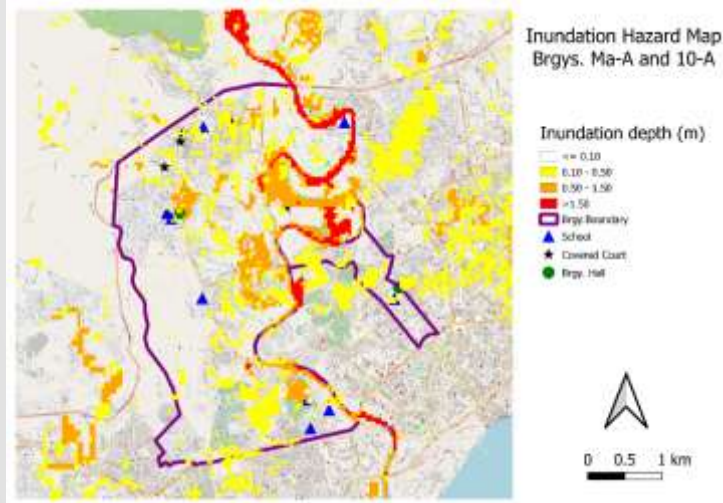 Inundation Hazard Map
Brgys. Ma-A and 10-A
Inundation depth (m)
<= 0.10
0.10 - 0.50
0.50 - 1.50
>1.50
Brgy.Boundary
School
Covered Court
Brgy. Hall
0 0.5 1 km